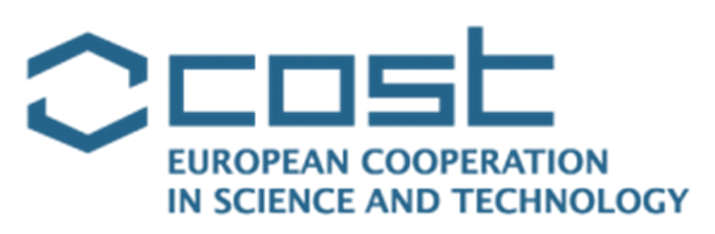 cost
EUROPEAN COOPERATION
IN SCIENCE AND TECHNOLOGY